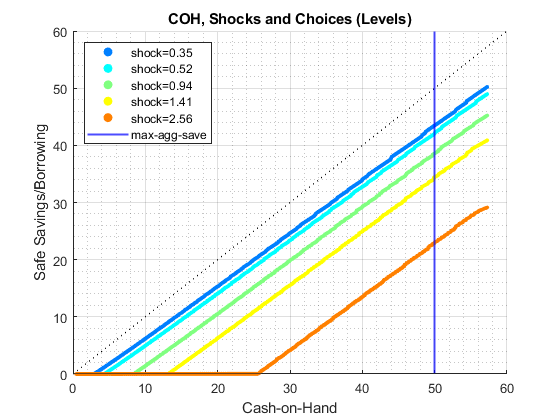 COH, Shocks and Choices (Levels)
60
50
40
30
20
10
0
Safe Savings/Borrowing
shock=0.35
shock=0.52
shock=0.94
shock=1.41
shock=2.56
max-agg-save
0 10 20 30 40 50 60
Cash-on-Hand